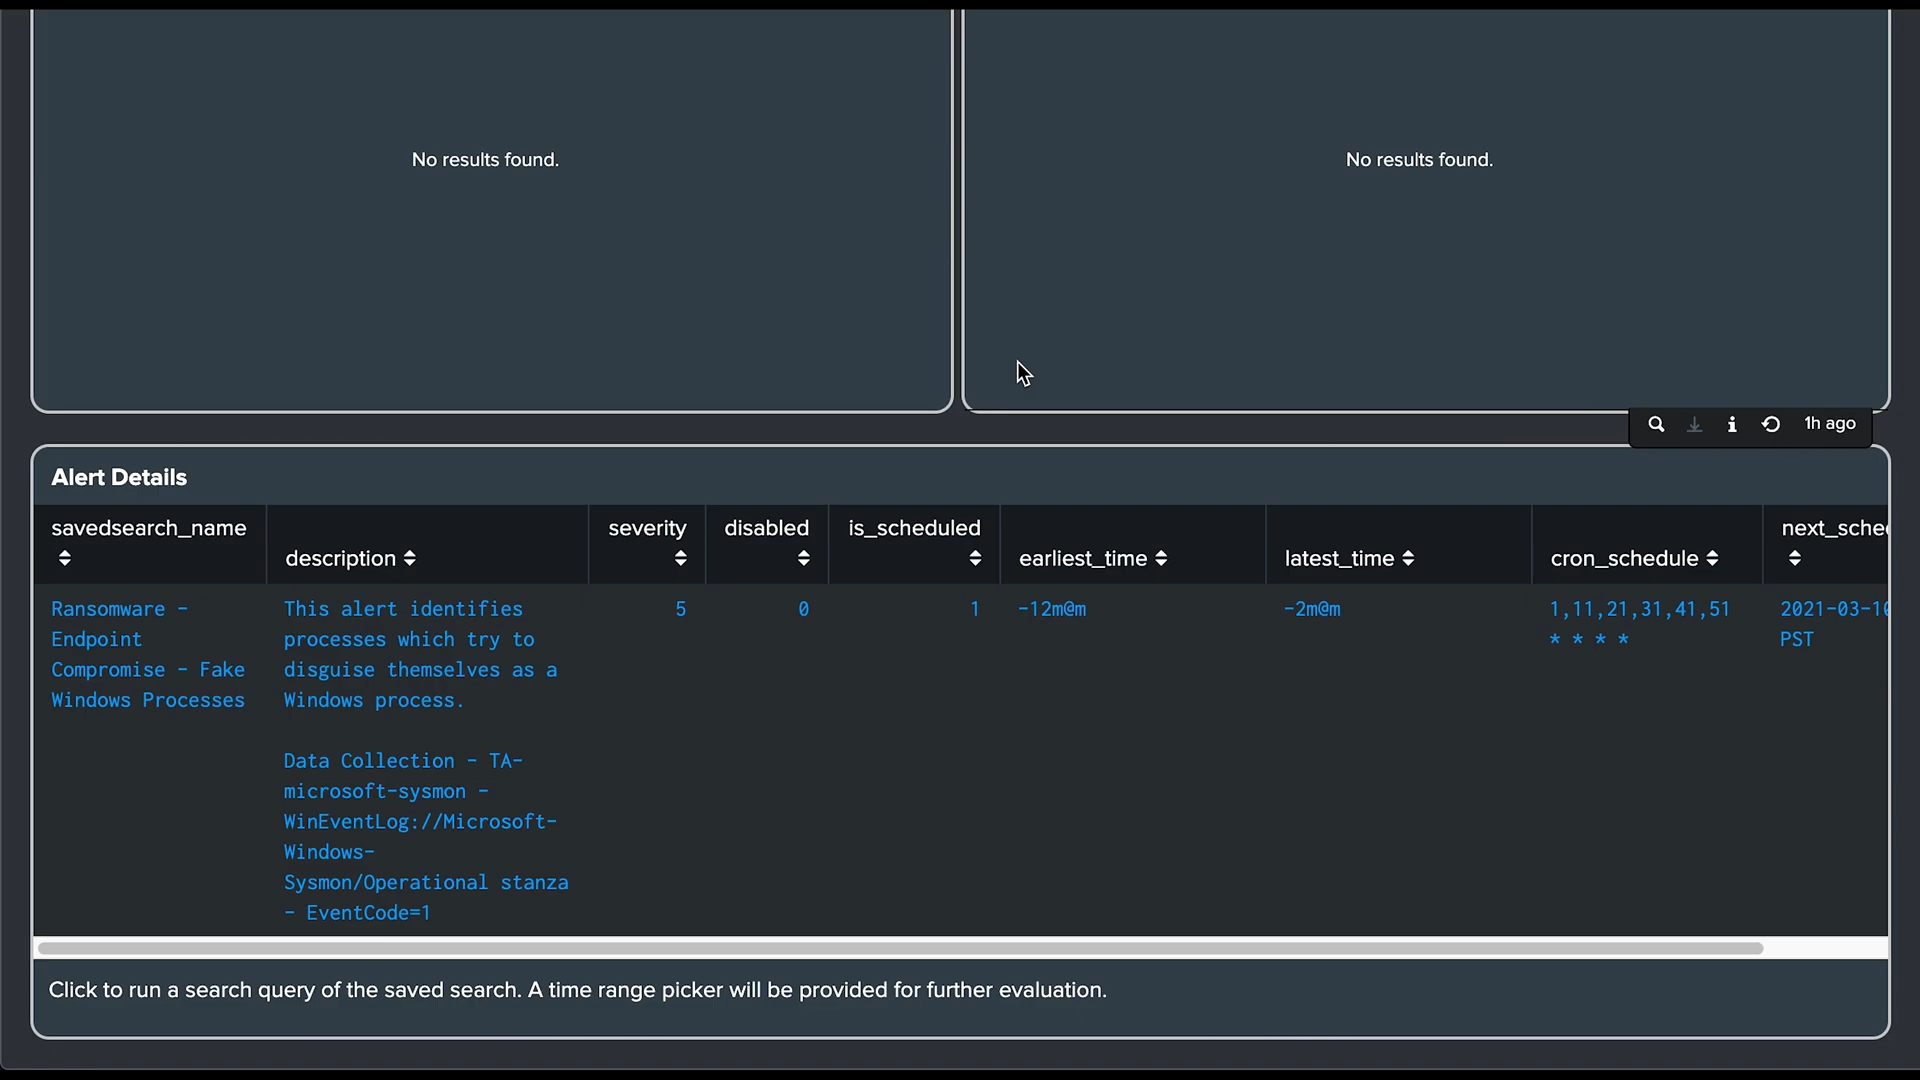 No results found.
No results found.
1h ago
Alert Details
savedsearch_name
description
severity
disabled
is_scheduled
earliest_time
latest_time
cron_schedule
next_sche
Ransomware -
Endpoint
Compromise - Fake
Windows Processes
This alert identifies
processes which try to
disguise themselves as a
Windows process.
Data Collection - TA-
microsoft-sysmon -
WinEventLog://Microsoft-
Windows-
Sysmon/Operational stanza
- EventCode=1
5
0
1
-12m@m
-2m@m
1,11,21,31,41,51
* * * *
2021-03-10
PST
Click to run a search query of the saved search. A time range picker will be provided for further evaluation.